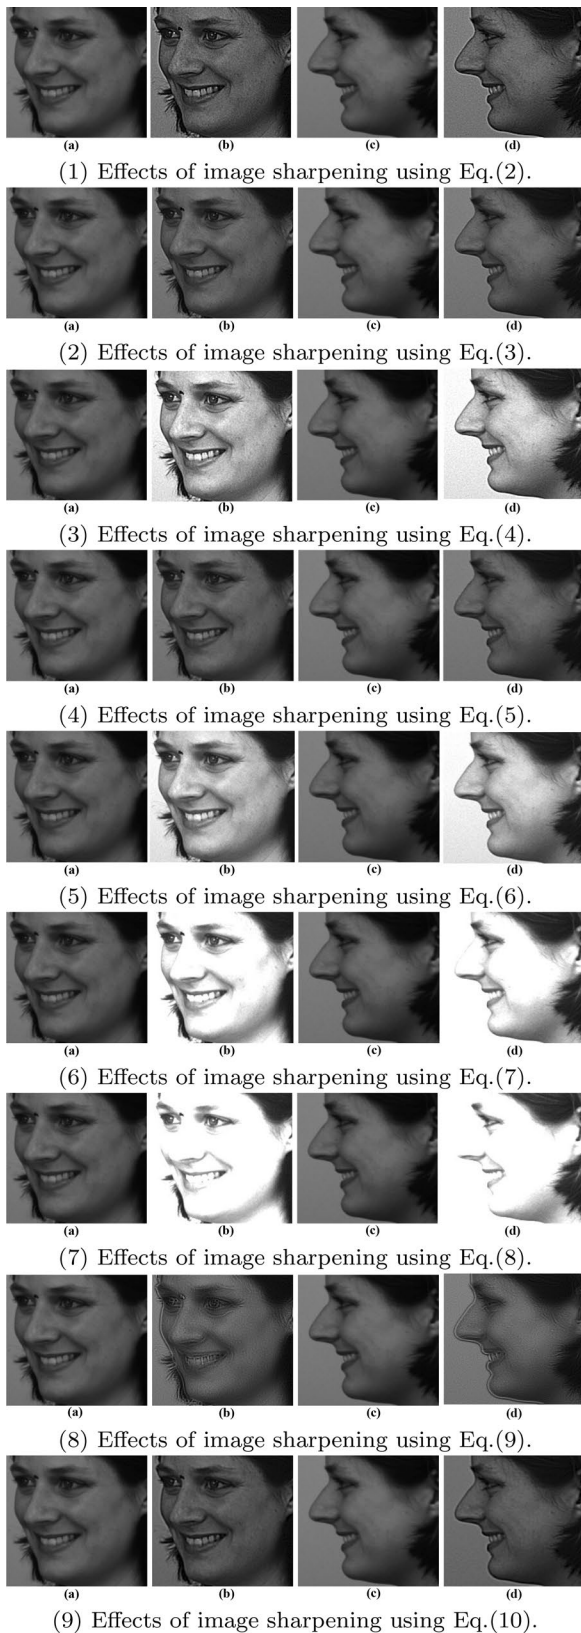 (a) (b) (c) (d)
(1) Effects of image sharpening using Eq.(2).
(a) (b) (c) (d)
(2) Effects of image sharpening using Eq.(3).
(a) (b) (c) (d)
(3) Effects of image sharpening using Eq.(4).
(a) (b) (c) (d)
(4) Effects of image sharpening using Eq.(5).
(a) (b) (c) (d)
(5) Effects of image sharpening using Eq.(6).
(a) (b) (c) (d)
(6) Effects of image sharpening using Eq.(7).
(a) (b) (c) (d)
(7) Effects of image sharpening using Eq.(8).
(a) (b) (c) (d)
(8) Effects of image sharpening using Eq.(9).
(a) (b) (c) (d)
(9) Effects of image sharpening using Eq.(10).